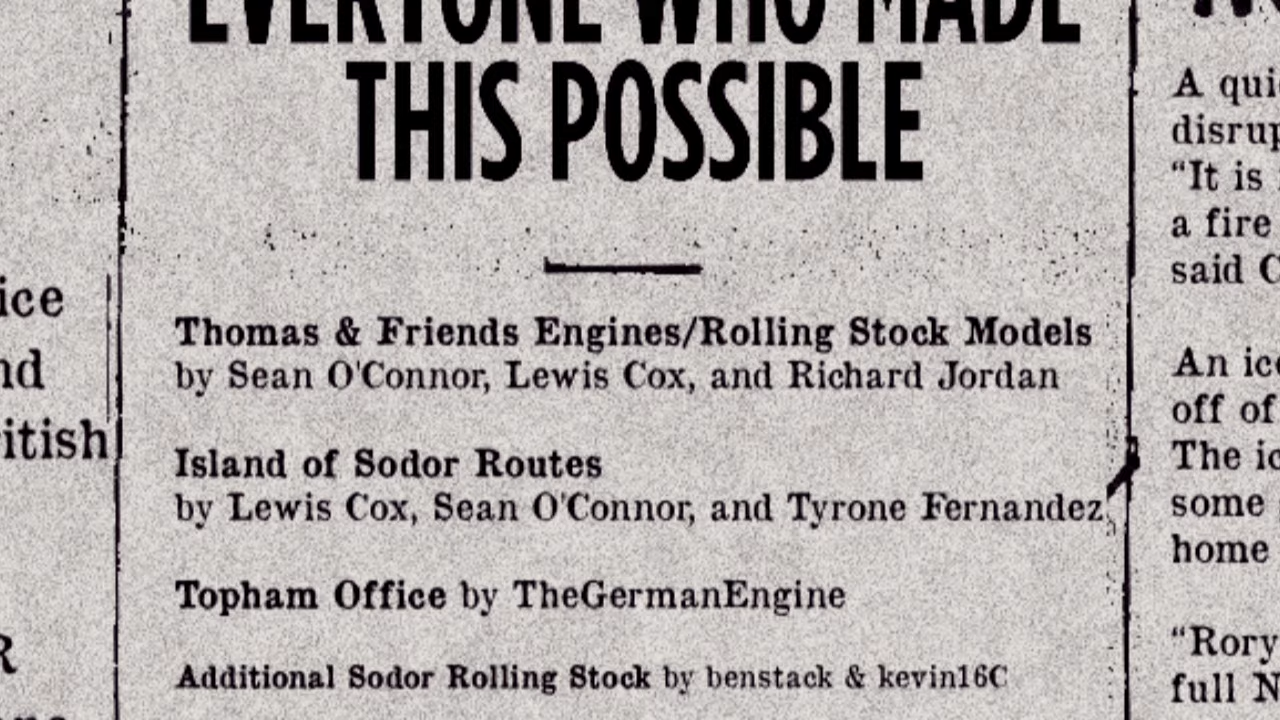 EVERYONE WHO MADE
THIS POSSIBLE
Thomas & Friends Engines/Rolling Stock Models
by Sean O'Connor, Lewis Cox, and Richard Jordan
Island of Sodor Routes
by Lewis Cox, Sean O'Connor, and Tyrone Fernandez
Topham Office by TheGermanEngine
Additional Sodor Rolling Stock by benstack & kevin16C
ice
nd
itish
R
A qui
disrup
“It is
a fire
said C
An ice
off of
The ic
some
home
“Rory
full N